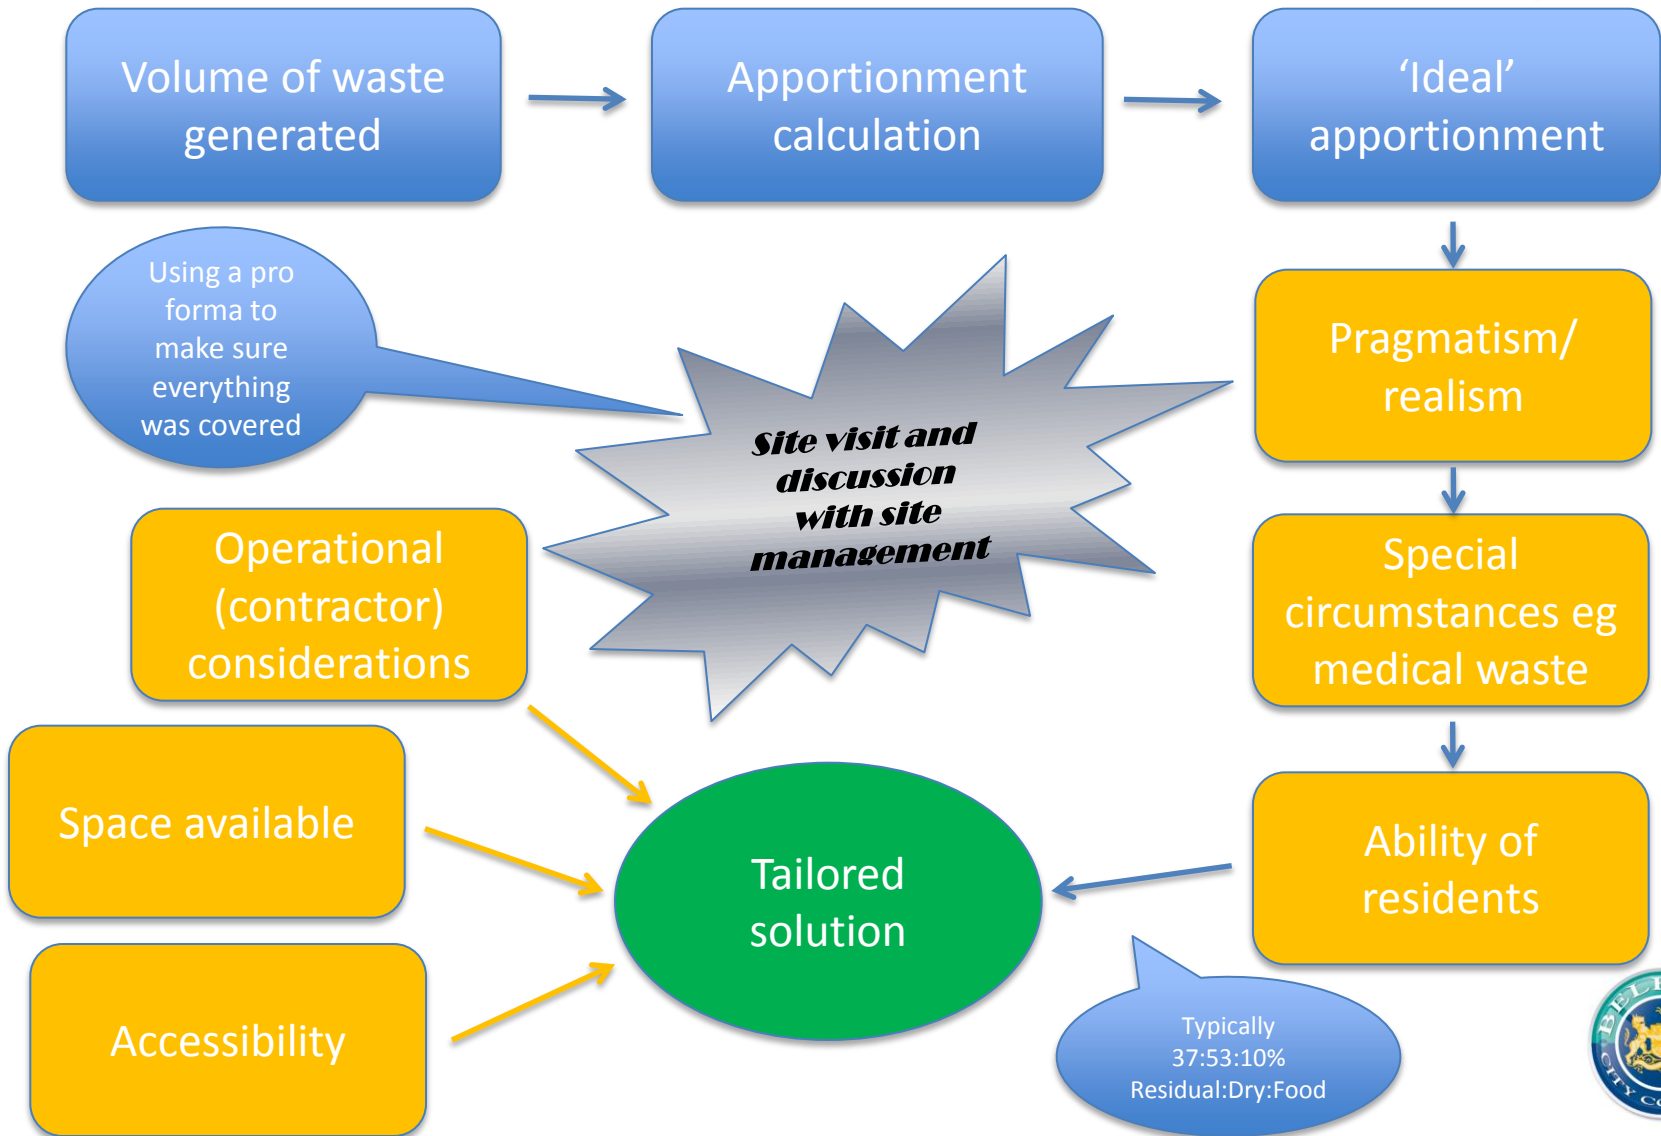 Volume of waste
generated
Apportionment
calculation
‘Ideal’
apportionment
Using a pro
forma to
make sure
everything
was covered
Site visit and
discussion
with site
management
Pragmatism/
realism
Operational
(contractor)
considerations
Special
circumstances eg
medical waste
Space available
Tailored
solution
Ability of
residents
Accessibility
Typically
37:53:10%
Residual:Dry:Food
CITY